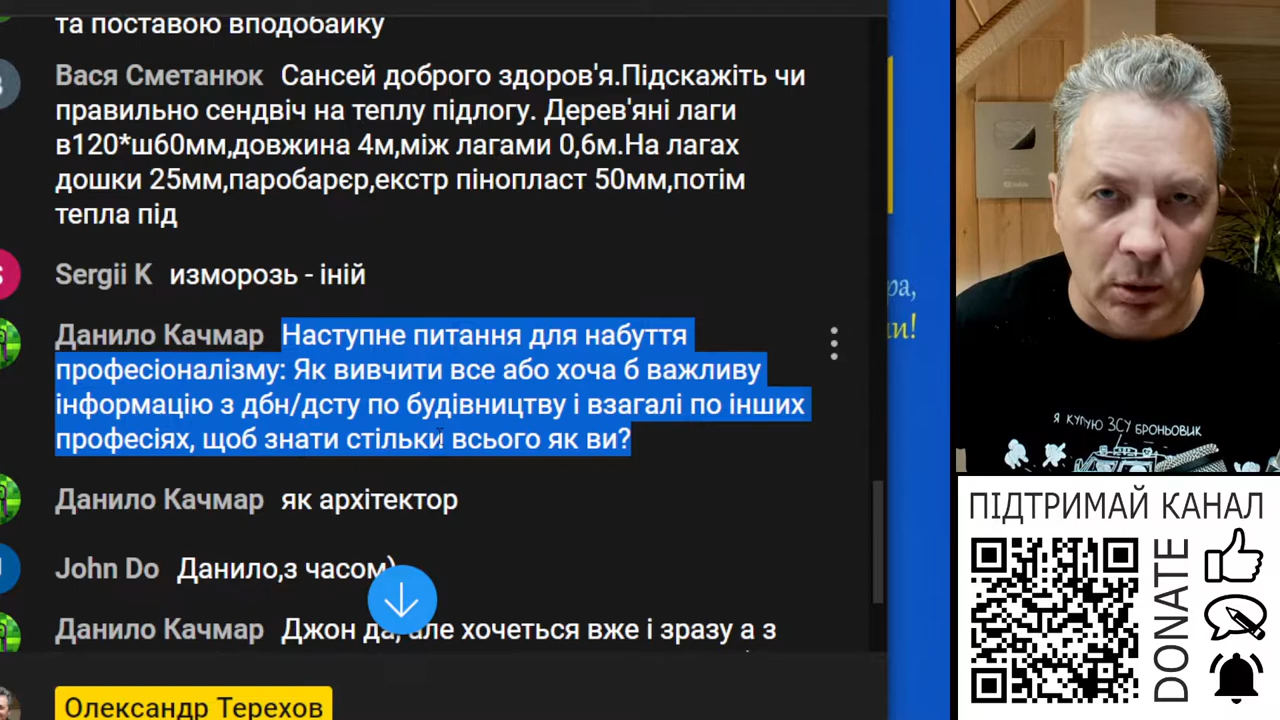 та поставою вподобайку
Вася Сметанюк Сансей доброго здоров'я.Підскажіть чи
правильно сендвіч на теплу підлогу. Дерев'яні лаги
в120*ш60мм,довжина 4м,між лагами 0,6м.На лагах
дошки 25мм,паробарєр,екстр пінопласт 50мм,потім
тепла під
Sergii K изморозь - іній
Данило Качмар Наступне питання для набуття
професіоналізму: Як вивчити все або хоча б важливу
інформацію з дбн/дсту по будівництву і взагалі по інших
професіях, щоб знати стільки всього як ви?
Данило Качмар як архітектор
John Do Данило,з часом)
Данило Качмар Джон да, але хочеться вже і зразу а з
Олександр Терехов
ра,
ми!
Я КУПУЮ ЗСУ БРОНЬОВИК
ПІДТРИМАЙ КАНАЛ
DONATE